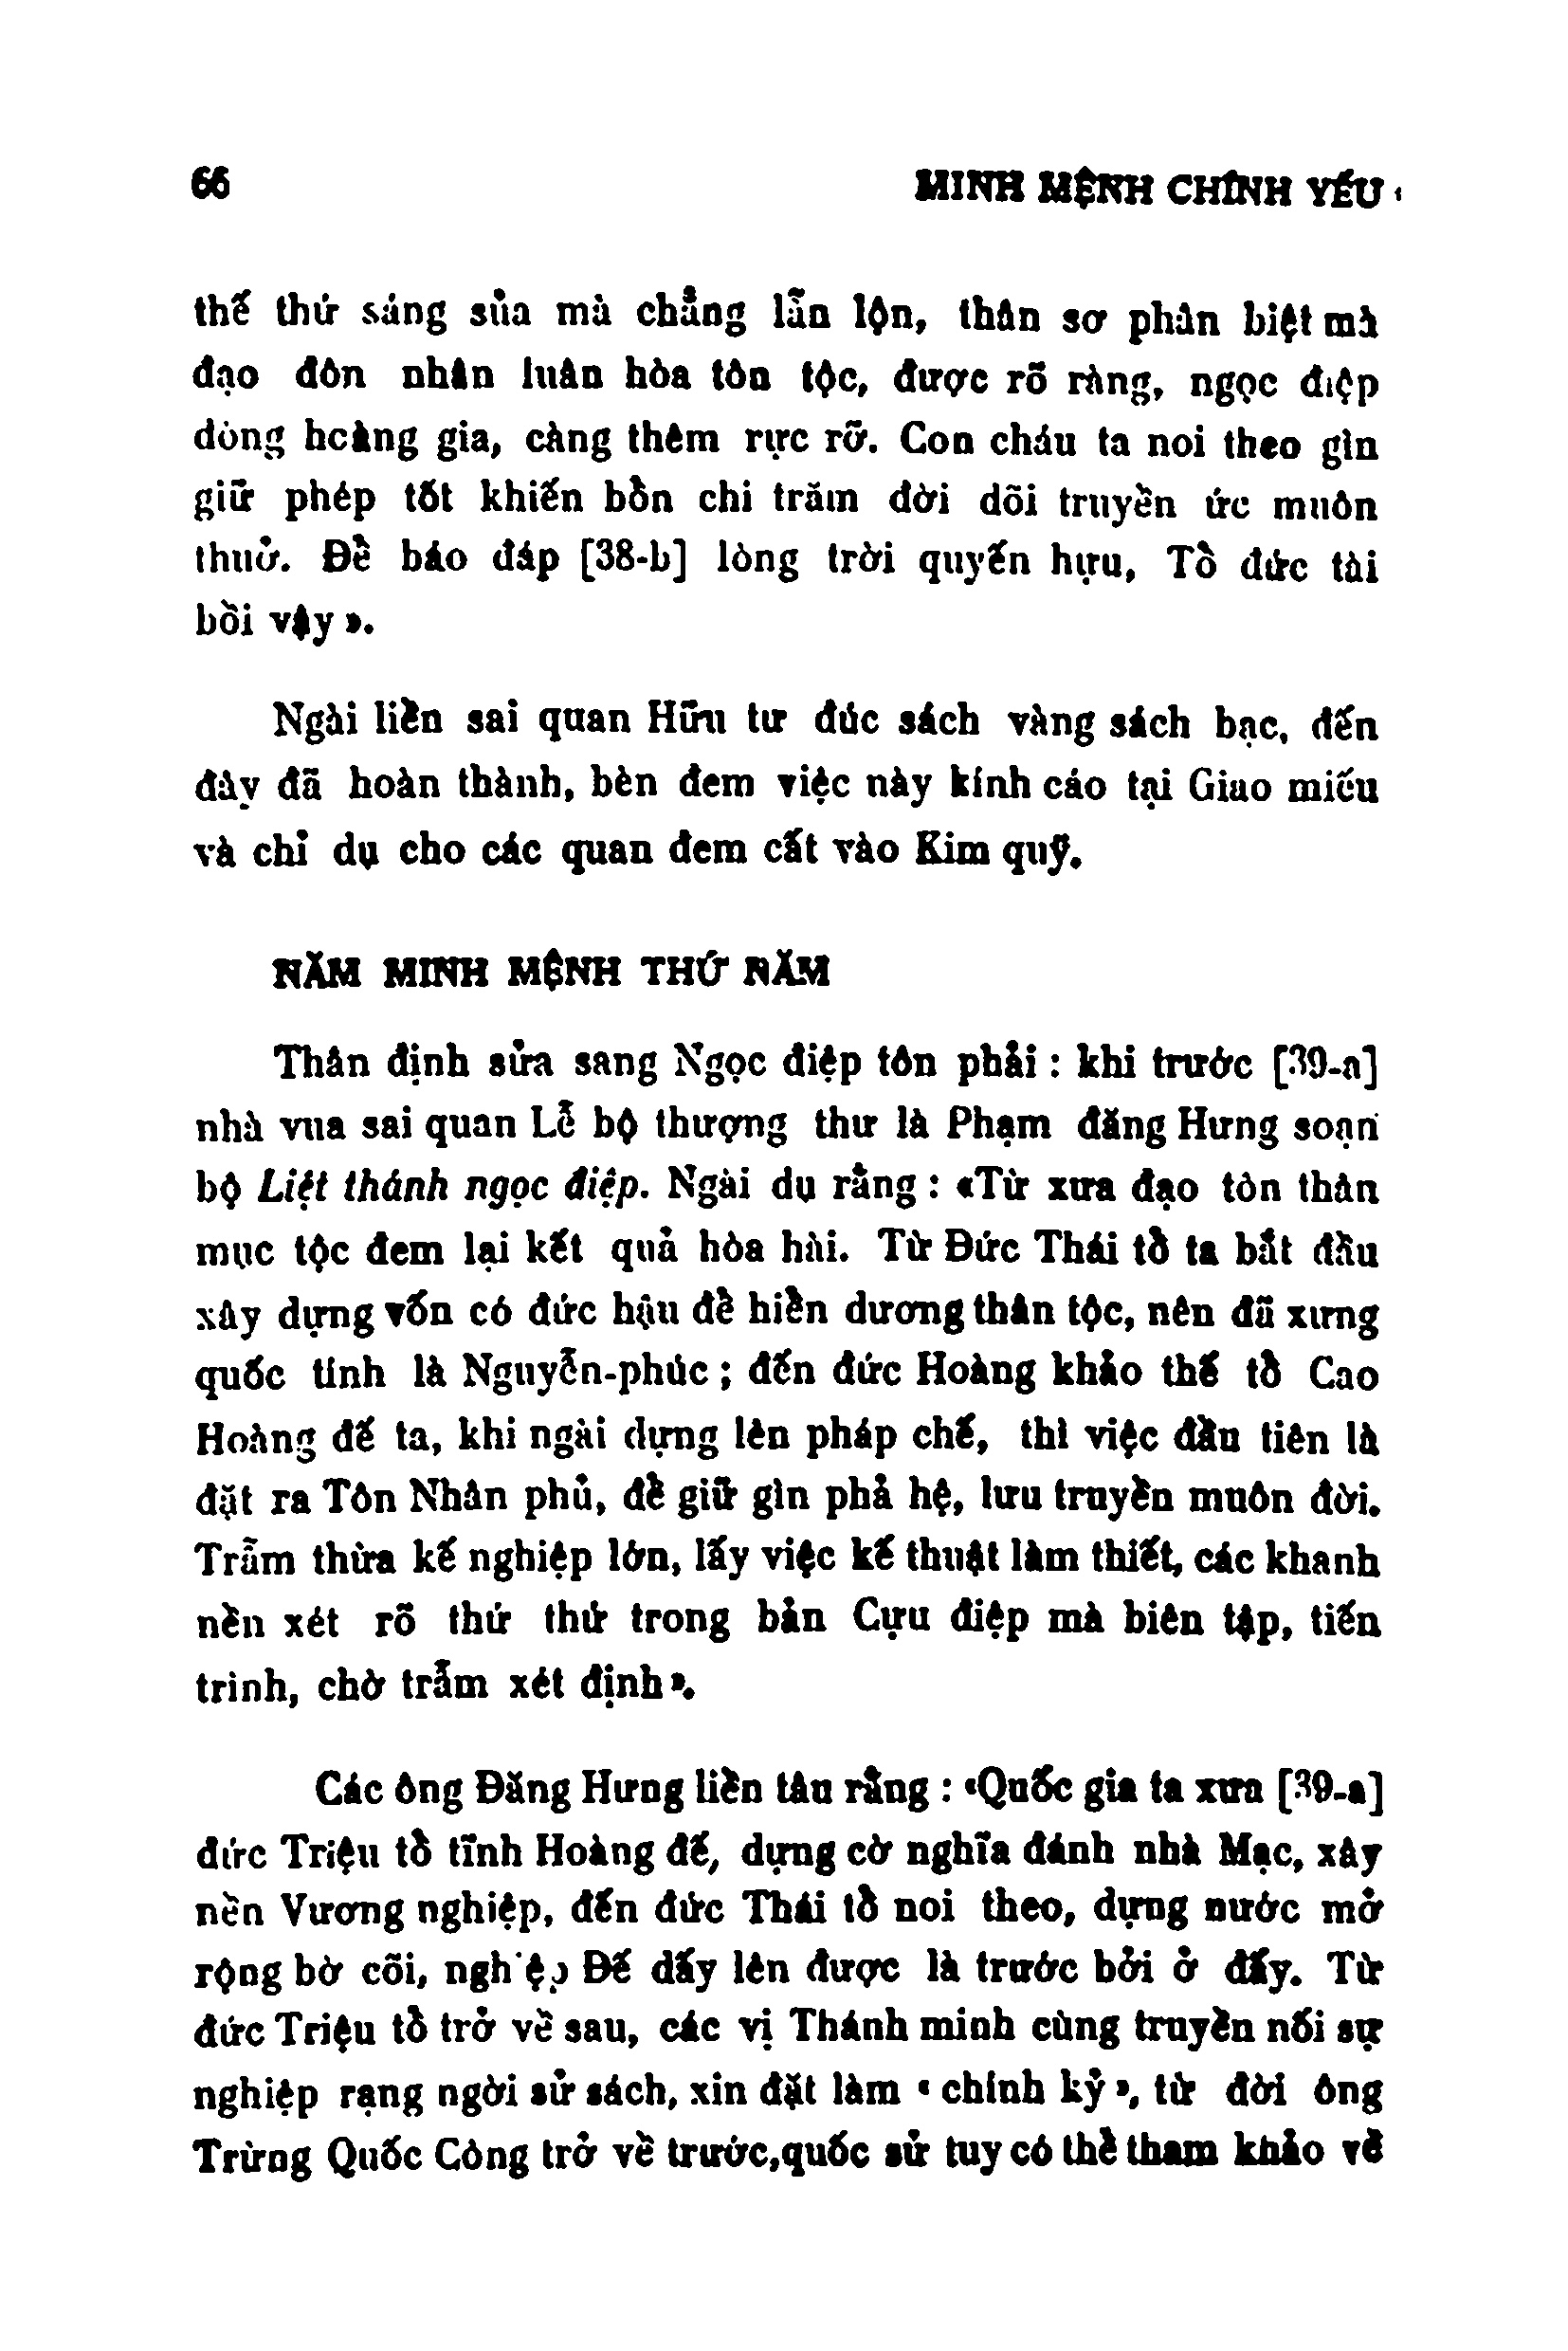 66
MINH MỆNH CHÍNH YẾU
thế thứ sáng sủa mà chẳng lẫn lộn, thân sơ phân biệt mà
đạo đôn nhân luân hòa tôn tộc, được rõ ràng, ngọc điệp
dòng hoàng gia, càng thêm rực rỡ. Con cháu ta noi theo gìn
giữ phép tốt khiến bổn chi trăm đời dõi truyền ức muôn
thuở. Để báo đáp [38-b] lòng trời quyến hựu, Tổ đức tài
bồi vậy ».
Ngài liền sai quan Hữu tư đúc sách vàng sách bạc, đến
đây đã hoàn thành, bèn đem việc này kính cáo tại Giao miếu
và chỉ dụ cho các quan đem cất vào Kim quỹ.
NĂM MINH MỆNH THỨ NĂM
Thân định sửa sang Ngọc điệp tôn phải : khi trước [39-a]
nhà vua sai quan Lễ bộ thượng thư là Phạm đăng Hưng soạn
bộ Liệt thánh ngọc điệp. Ngài dụ rằng : «Từ xưa đạo tôn thân
mục tộc đem lại kết quả hòa hài. Từ Đức Thái tổ ta bắt đầu
xây dựng vốn có đức hậu để hiển dương thân tộc, nên đã xưng
quốc tính là Nguyễn-phúc ; đến đức Hoàng khảo thế tổ Cao
Hoàng đế ta, khi ngài dựng lên pháp chế, thì việc đầu tiên là
đặt ra Tôn Nhân phủ, để giữ gìn phả hệ, lưu truyền muôn đời.
Trẫm thừa kế nghiệp lớn, lấy việc kế thuật làm thiết, các khanh
nền xét rõ thứ thứ trong bản Cựu điệp mà biên tập, tiến
trình, chờ trẫm xét định».
Các ông Đăng Hưng liền tâu rằng : «Quốc gia ta xưa [39-a]
đức Triệu tổ tĩnh Hoàng đế, dựng cờ nghĩa đánh nhà Mạc, xây
nền Vương nghiệp, đến đức Thái tổ noi theo, dựng nước mở
rộng bờ cõi, nghiệp Đế dấy lên được là trước bởi ở đấy. Từ
đức Triệu tổ trở về sau, các vị Thánh minh cùng truyền nối sự
nghiệp rạng ngời sử sách, xin đặt làm « chính kỷ », từ đời ông
Trừng Quốc Công trở về trước,quốc sử tuy có thể tham khảo về